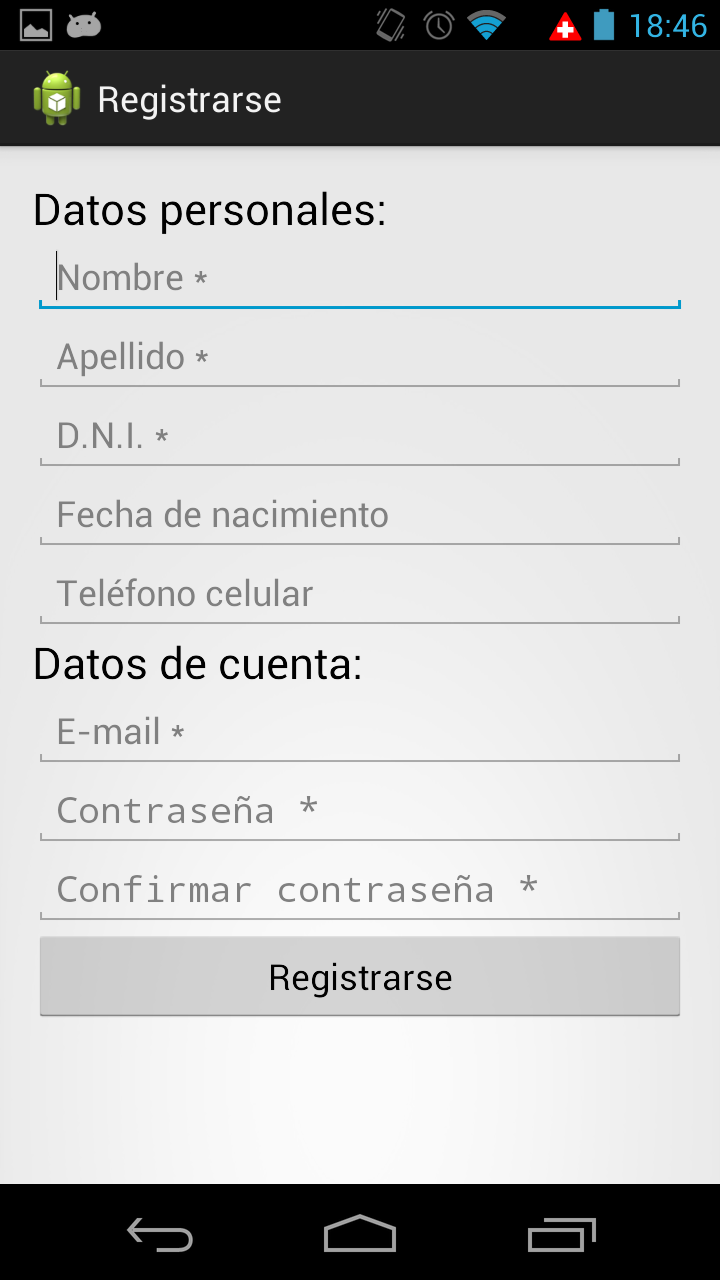 18:46
Registrarse
Datos personales:
Nombre *
Apellido *
D.N.I. *
Fecha de nacimiento
Teléfono celular
Datos de cuenta:
E-mail *
Contraseña *
Confirmar contraseña *
Registrarse